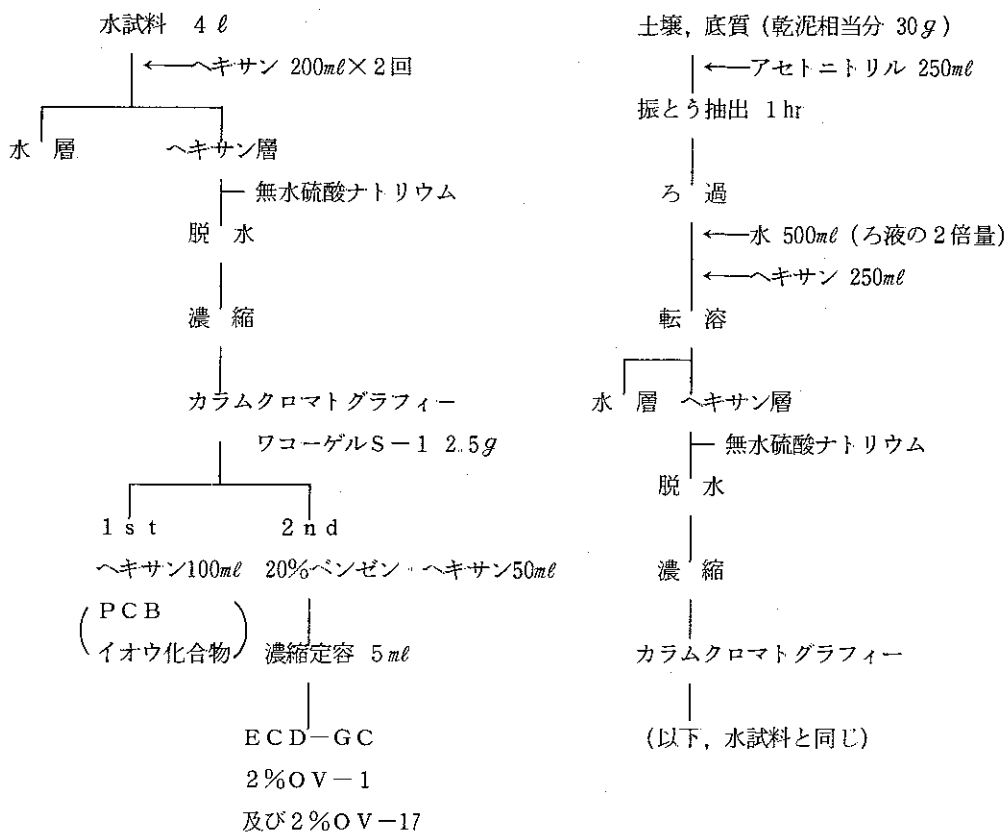 水試料 4ℓ
ヘキサン 200㎖×2回
水層 ヘキサン層
無水硫酸ナトリウム
脱水
濃縮
カラムクロマトグラフィー
ワコーゲルS-1 2.5g
1st 2nd
ヘキサン100㎖ 20%ベンゼン・ヘキサン50㎖
(PCB
イオウ化合物) 濃縮定容 5㎖
ECD-GC
2%OV-1
及び2%OV-17
土壌,底質(乾泥相当分 30g)
アセトニトリル 250㎖
振とう抽出 1hr
ろ過
水 500㎖(ろ液の2倍量)
ヘキサン 250㎖
転溶
水層 ヘキサン層
無水硫酸ナトリウム
脱水
濃縮
カラムクロマトグラフィー
(以下,水試料と同じ)